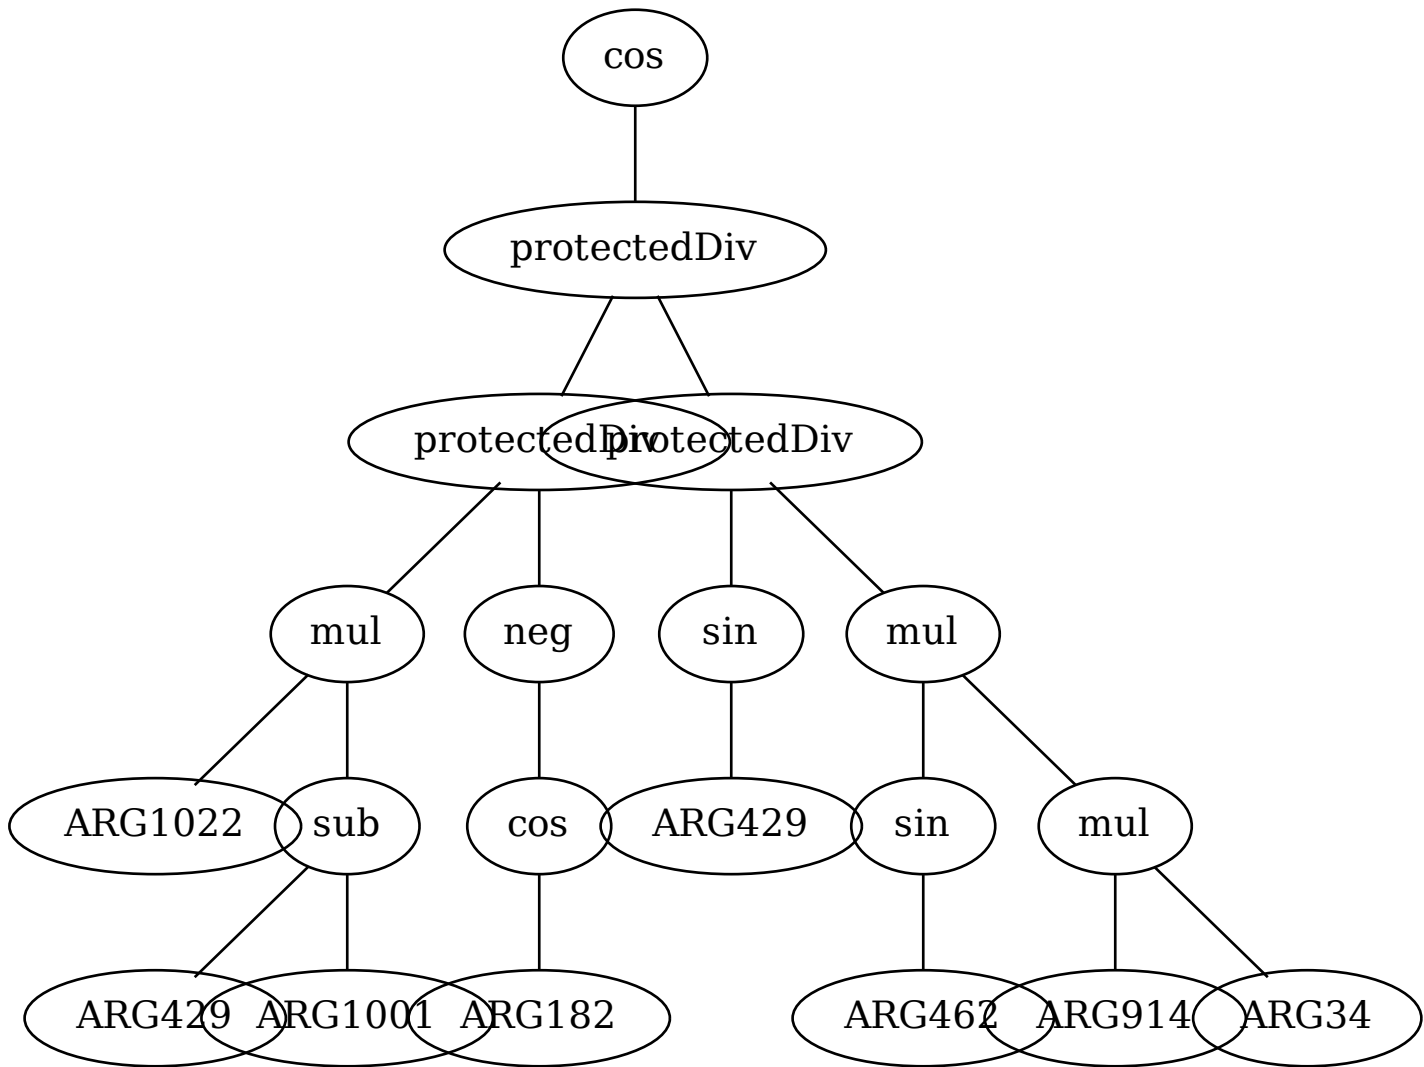 cos
protectedDiv
protectedDiv protectedDiv
mul neg sin mul
ARG1022 sub cos ARG429 sin mul
ARG429 ARG1001 ARG182 ARG462 ARG914 ARG34